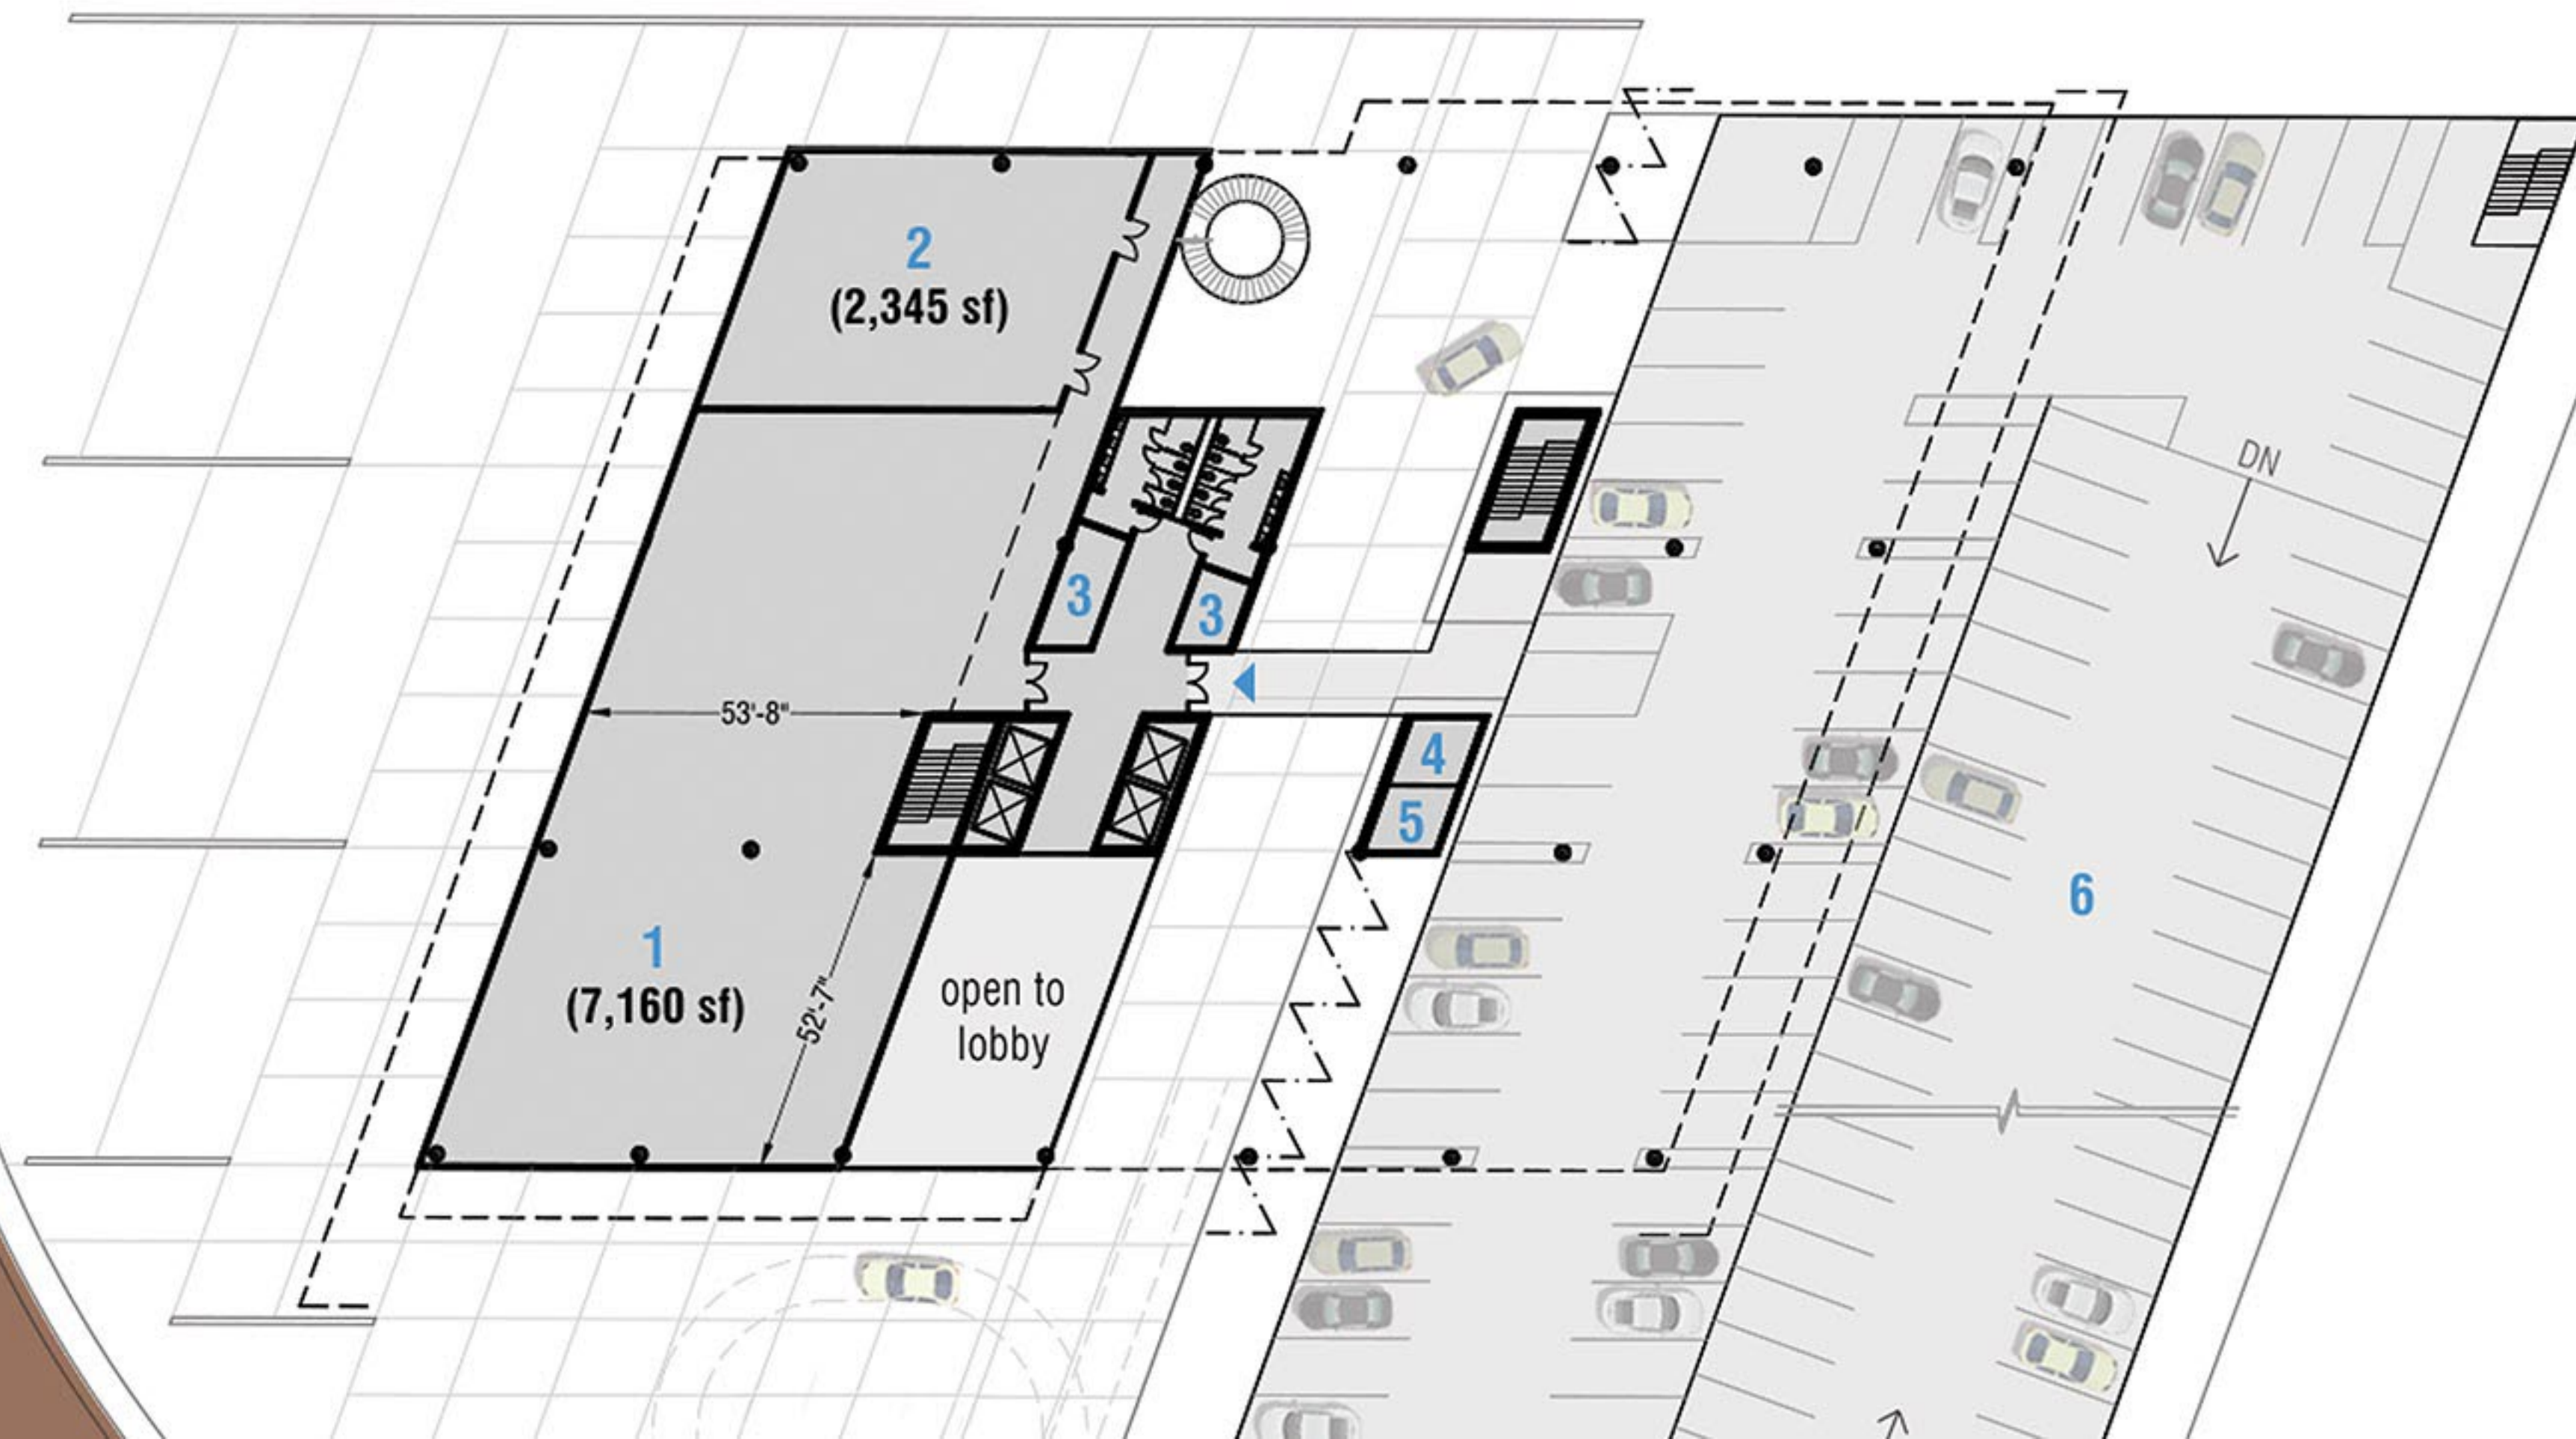 2
(2,345 sf)
DN
3
3
53'-8"
4
5
6
1
(7,160 sf)
52'-7"
open to
lobby